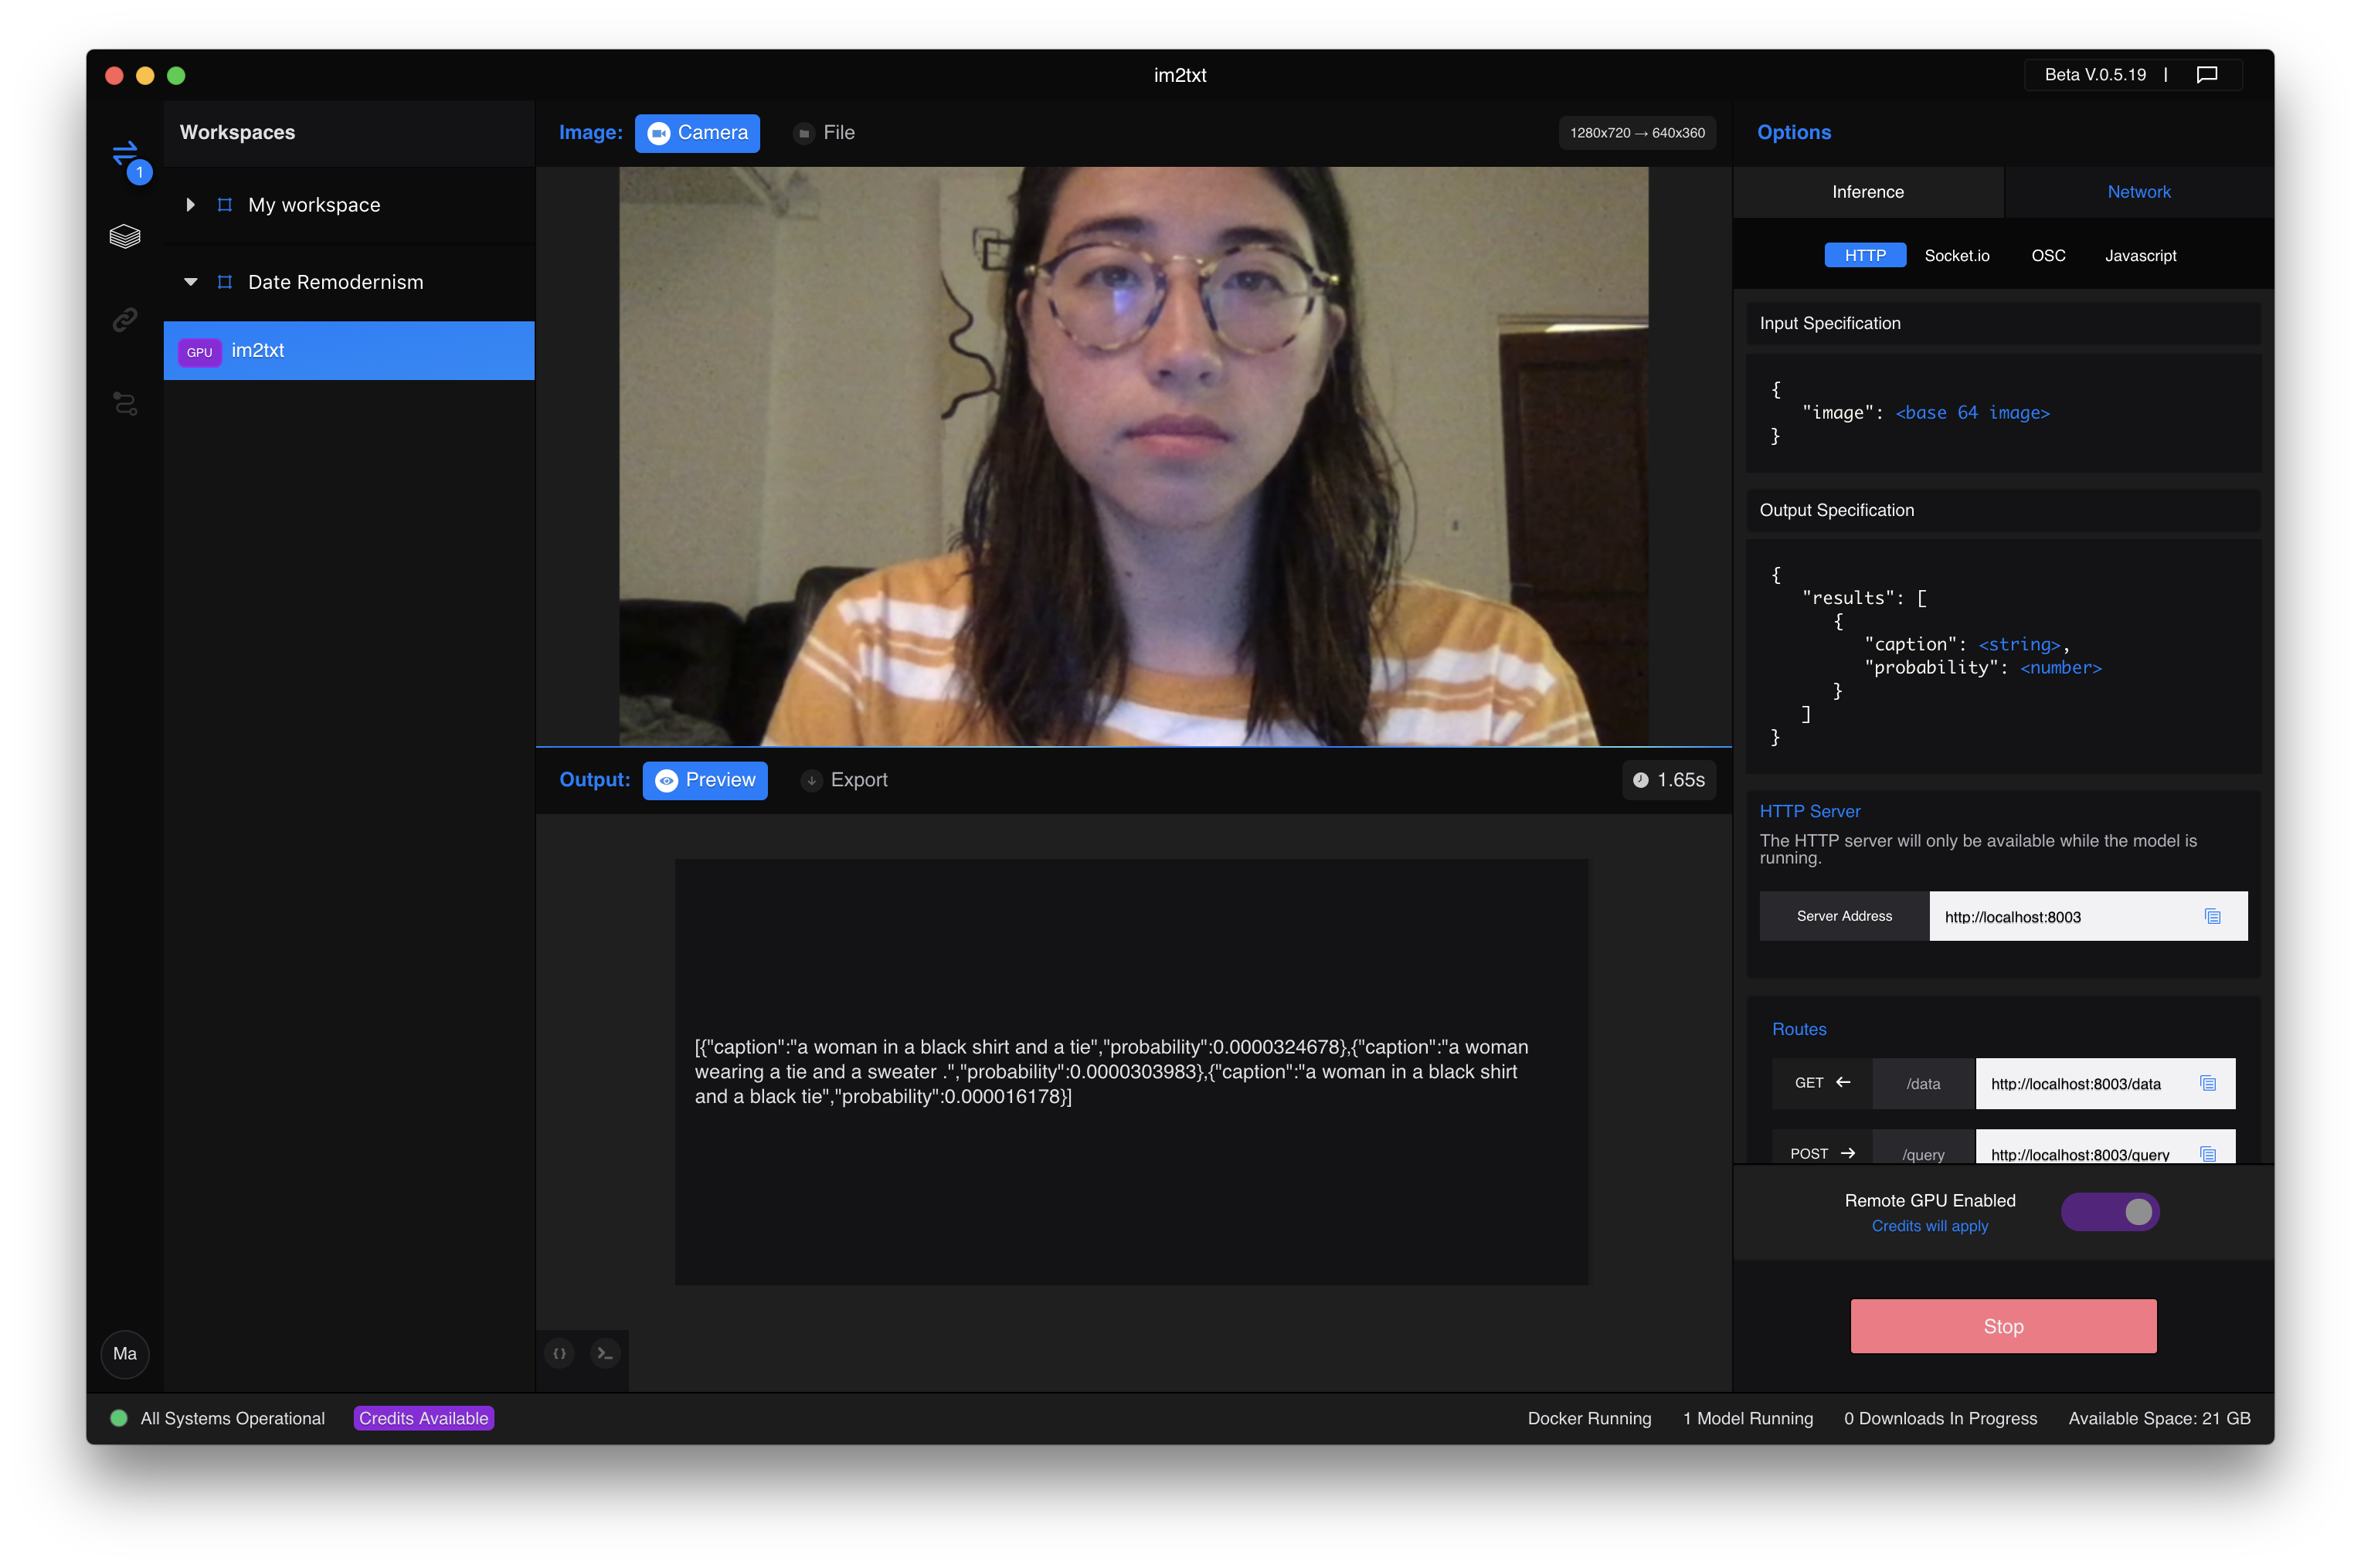 im2txt
Beta V.0.5.19 |
1
Workspaces
My workspace
Date Remodernism
GPU im2txt
Ma
Image: Camera File 1280x720 → 640x360
Output: Preview Export 1.65s
[{"caption":"a woman in a black shirt and a tie","probability":0.0000324678},{"caption":"a woman
wearing a tie and a sweater .","probability":0.0000303983},{"caption":"a woman in a black shirt
and a black tie","probability":0.000016178}]
Options
Inference Network
HTTP Socket.io OSC Javascript
Input Specification
{
"image": <base 64 image>
}
Output Specification
{
"results": [
{
"caption": <string>,
"probability": <number>
}
]
}
HTTP Server
The HTTP server will only be available while the model is
running.
Server Address http://localhost:8003
Routes
GET ← /data http://localhost:8003/data
POST → /query http://localhost:8003/query
Remote GPU Enabled
Credits will apply
Stop
All Systems Operational Credits Available Docker Running 1 Model Running 0 Downloads In Progress Available Space: 21 GB